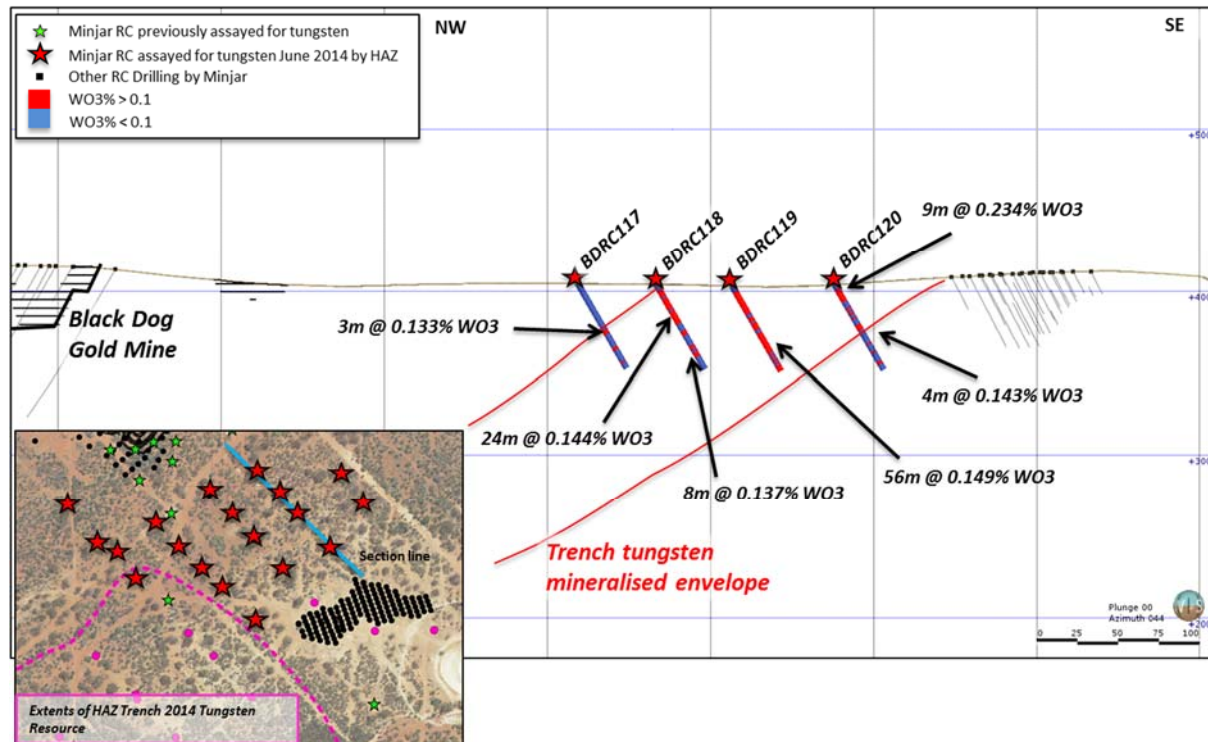 Minjar RC previously assayed for tungsten
Minjar RC assayed for tungsten June 2014 by HAZ
Other RC Drilling by Minjar
WO3% > 0.1
WO3% < 0.1
NW
SE
+500
BDRC117
BDRC118
BDRC119
BDRC120
9m @ 0.234% WO3
+400
Black Dog
Gold Mine
3m @ 0.133% WO3
4m @ 0.143% WO3
24m @ 0.144% WO3
+300
56m @ 0.149% WO3
8m @ 0.137% WO3
Trench tungsten
mineralised envelope
Section line
Plunge 00
Azimuth 044
+200
0 25 50 75 100
Extents of HAZ Trench 2014 Tungsten
Resource